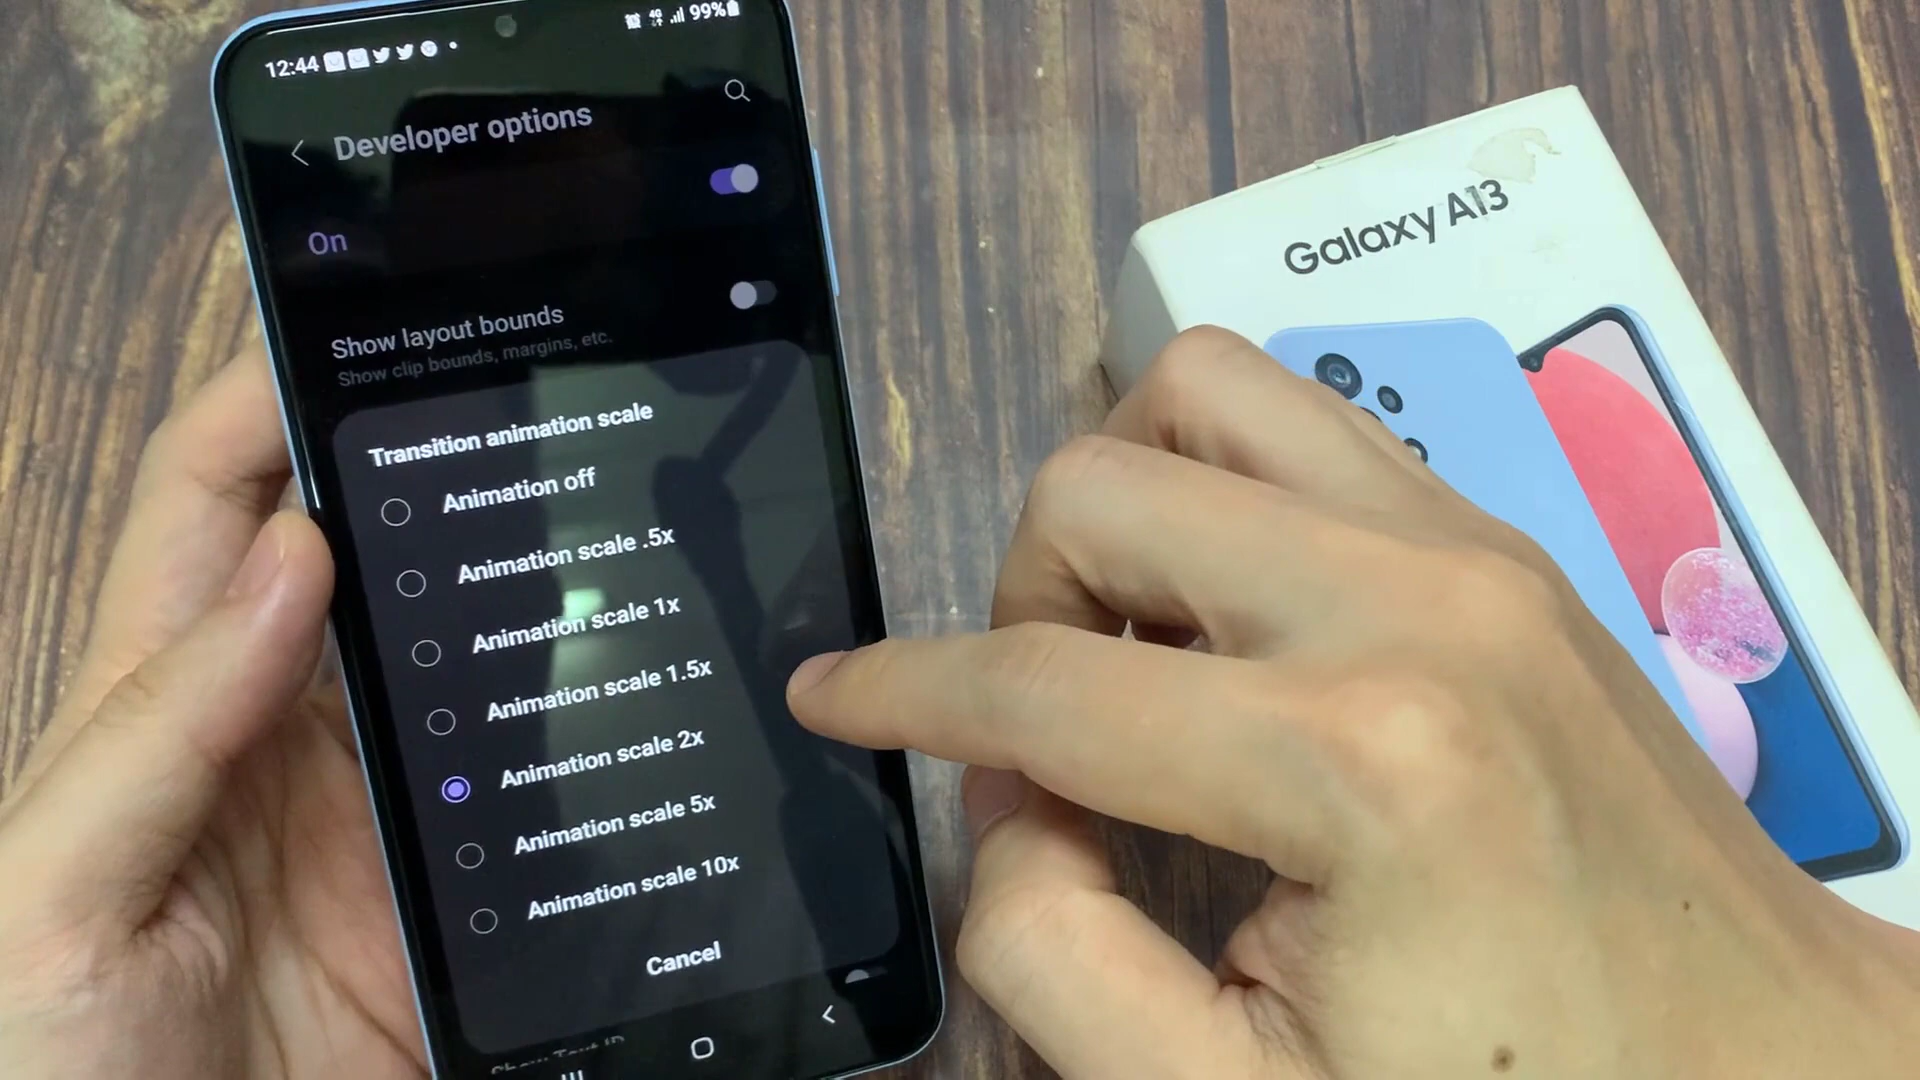 12:44
4G 99%
Developer options
On
Show layout bounds
Show clip bounds, margins, etc.
Transition animation scale
Animation off
Animation scale .5x
Animation scale 1x
Animation scale 1.5x
Animation scale 2x
Animation scale 5x
Animation scale 10x
Cancel
Galaxy A13